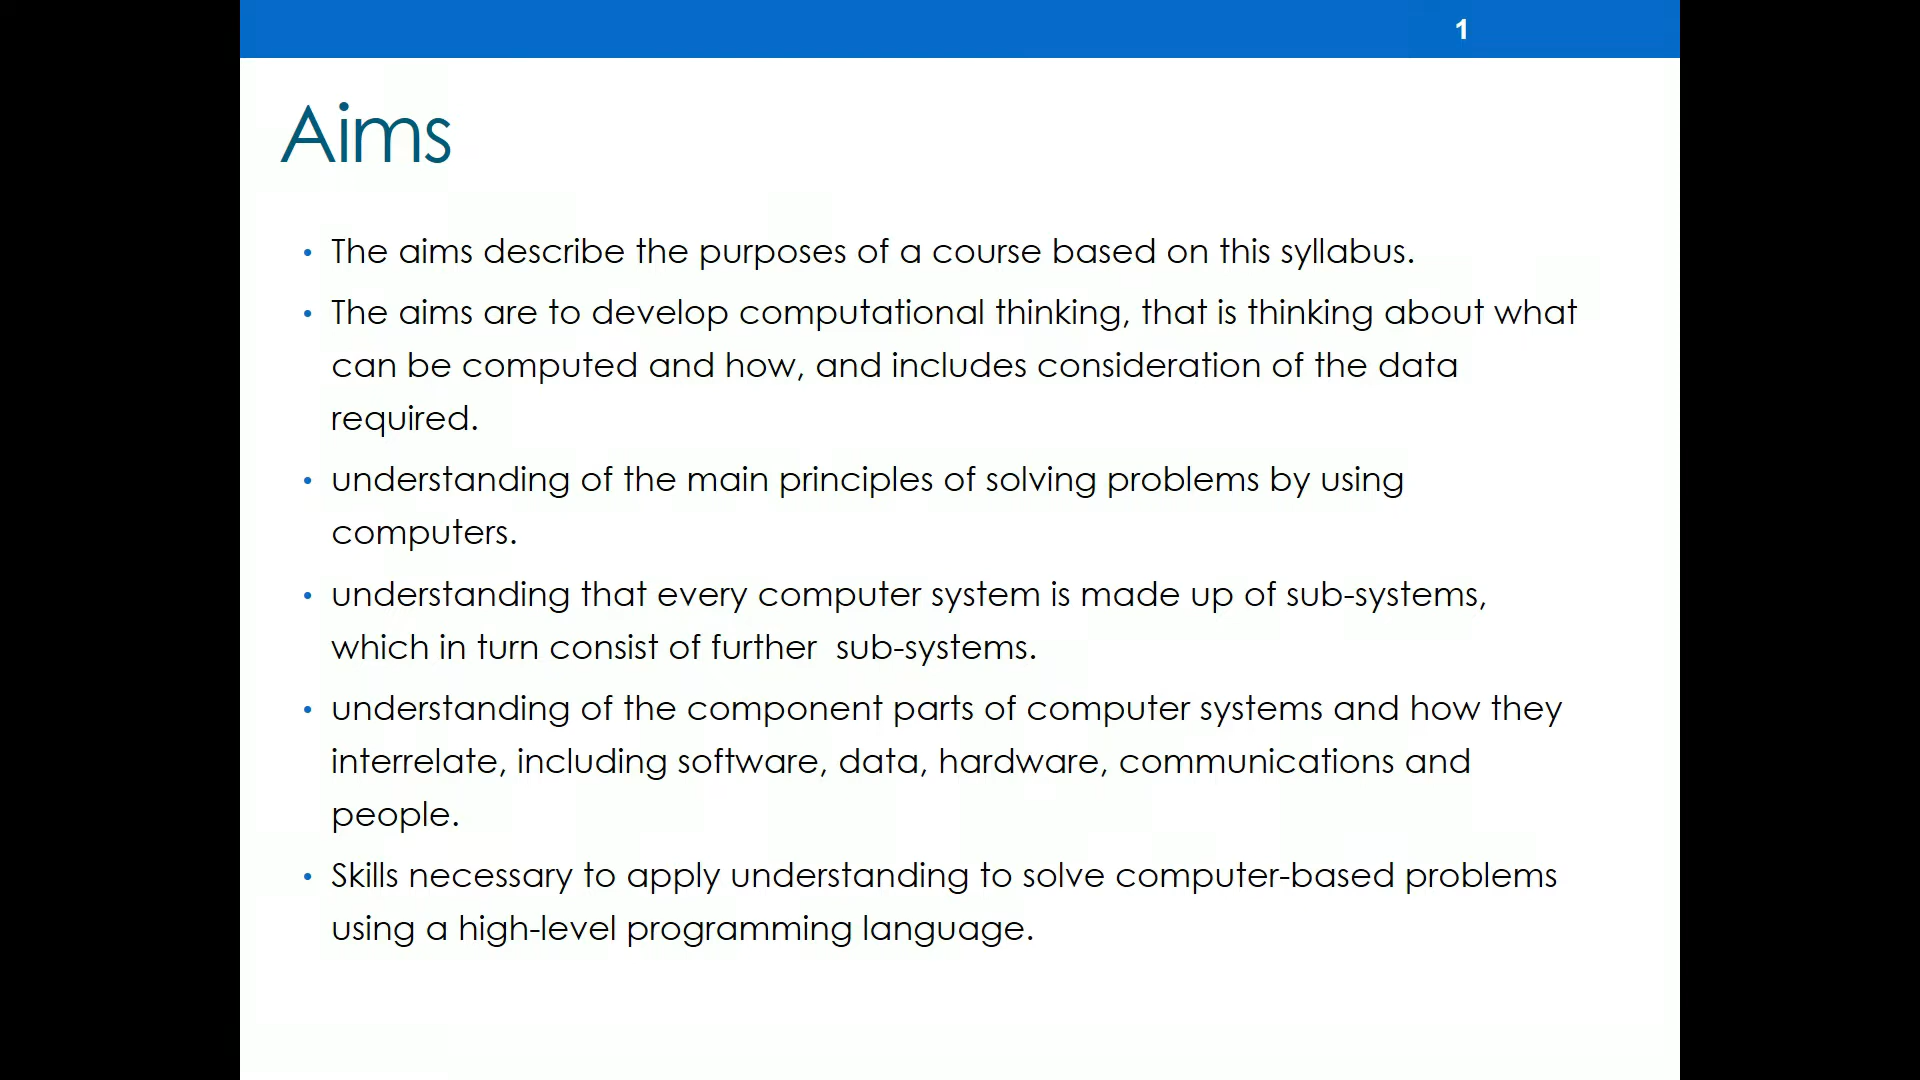 1
Aims
• The aims describe the purposes of a course based on this syllabus.
• The aims are to develop computational thinking, that is thinking about what
can be computed and how, and includes consideration of the data
required.
• understanding of the main principles of solving problems by using
computers.
• understanding that every computer system is made up of sub-systems,
which in turn consist of further  sub-systems.
• understanding of the component parts of computer systems and how they
interrelate, including software, data, hardware, communications and
people.
• Skills necessary to apply understanding to solve computer-based problems
using a high-level programming language.